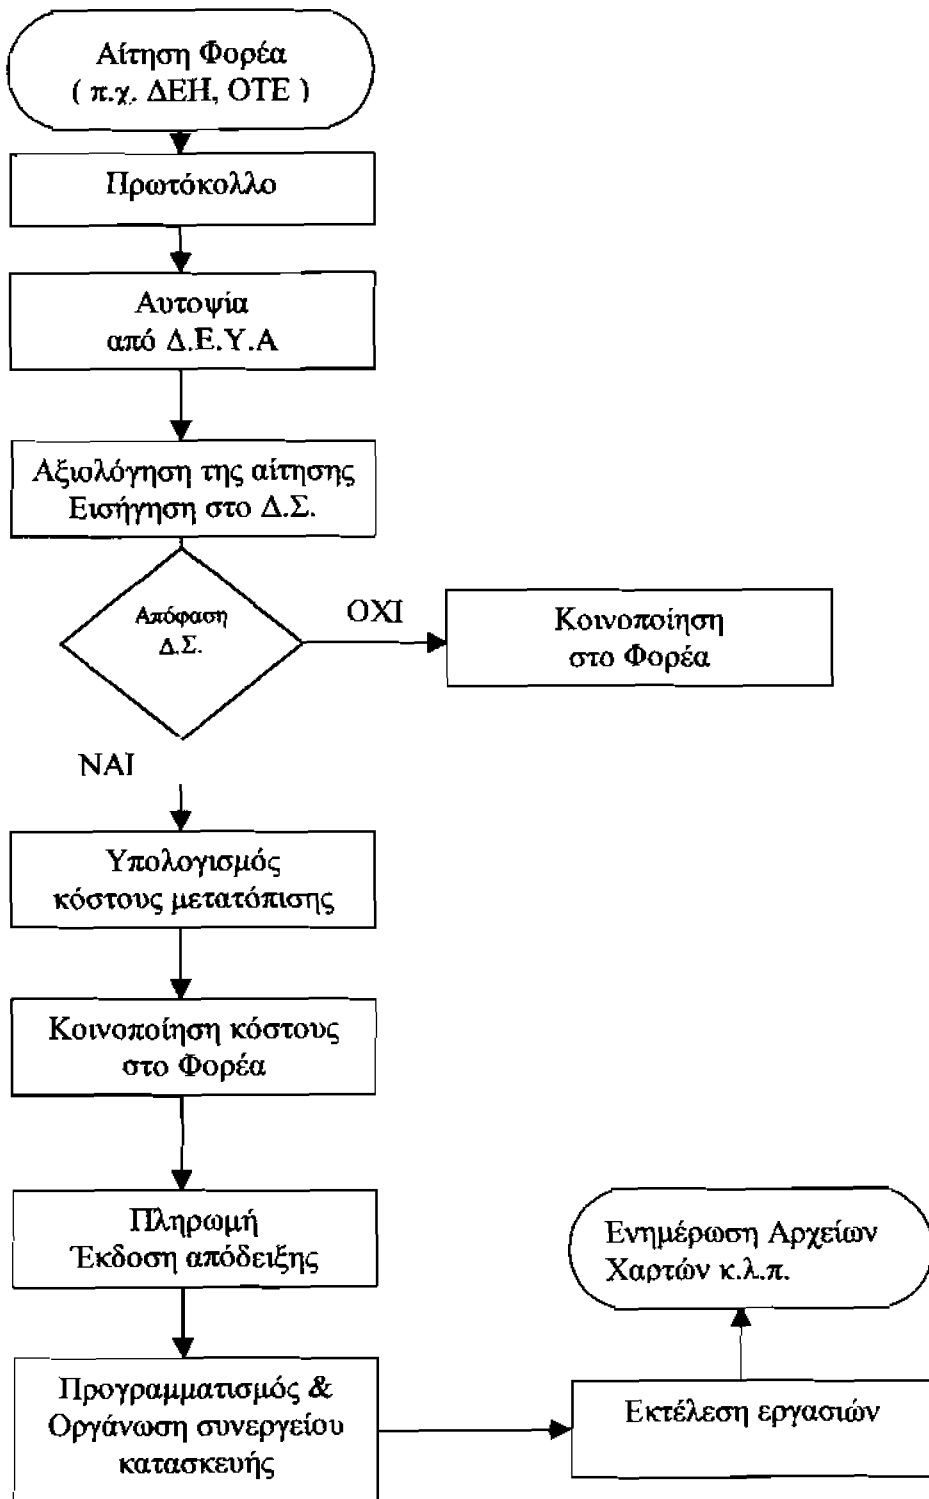 Αίτηση Φορέα
( π.χ. ΔΕΗ, ΟΤΕ )
Πρωτόκολλο
Αυτοψία
από Δ.Ε.Υ.Α
Αξιολόγηση της αίτησης
Εισήγηση στο Δ.Σ.
Απόφαση
Δ.Σ.
ΟΧΙ
Κοινοποίηση
στο Φορέα
ΝΑΙ
Υπολογισμός
κόστους μετατόπισης
Κοινοποίηση κόστους
στο Φορέα
Πληρωμή
Έκδοση απόδειξης
Προγραμματισμός &
Οργάνωση συνεργείου
κατασκευής
Εκτέλεση εργασιών
Ενημέρωση Αρχείων
Χαρτών κ.λ.π.